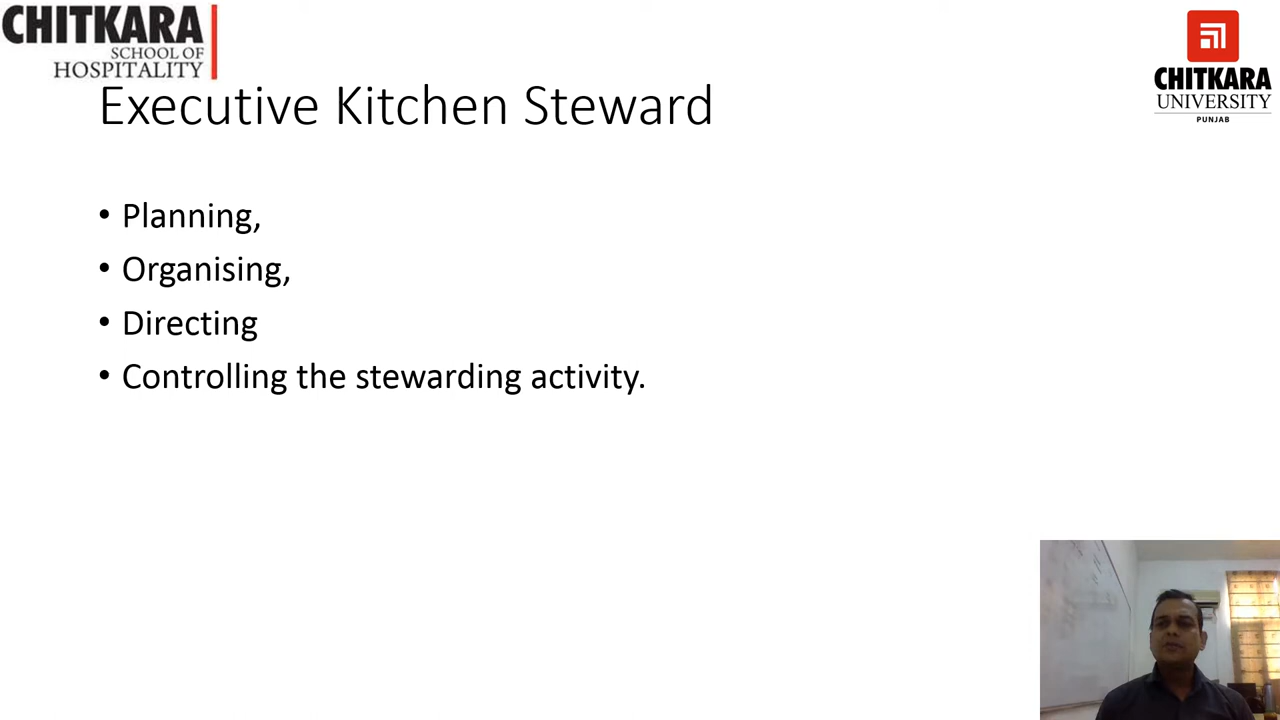 CHITKARA
SCHOOL OF
HOSPITALITY
CHITKARA
UNIVERSITY
PUNJAB
Executive Kitchen Steward
• Planning,
• Organising,
• Directing
• Controlling the stewarding activity.